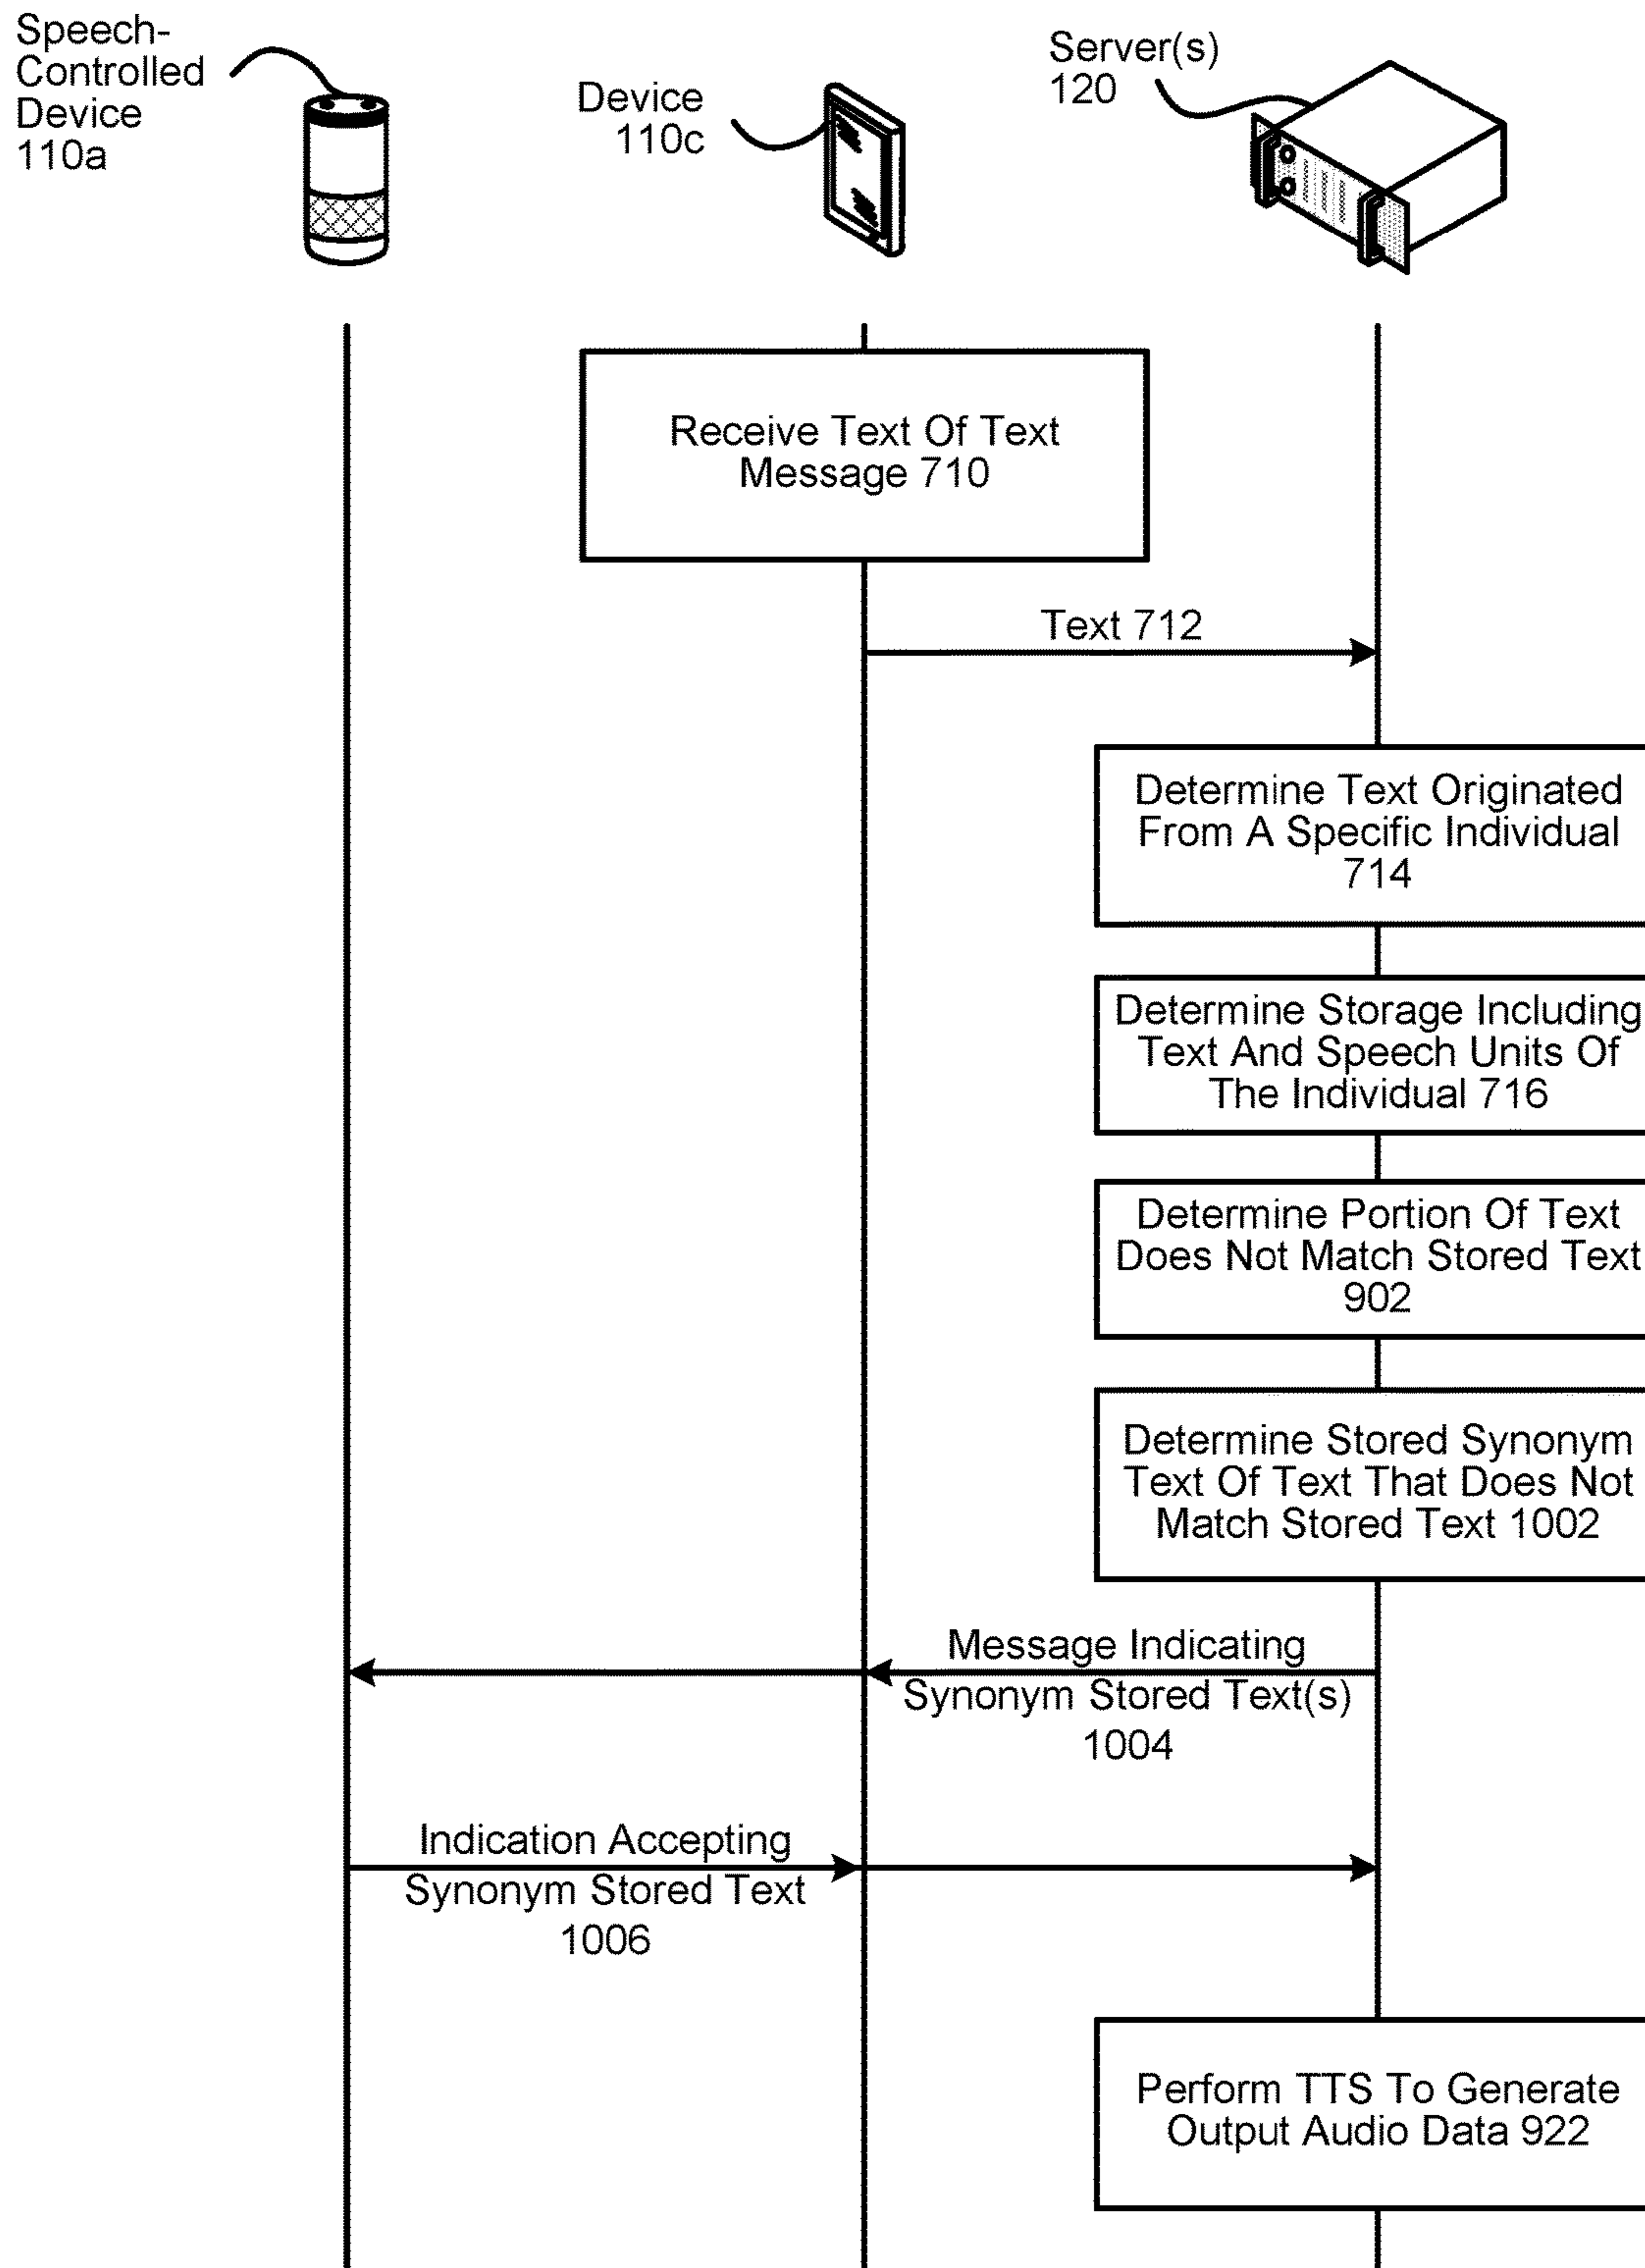 Speech-
Controlled
Device
110a
Device
110c
Server(s)
120
Receive Text Of Text
Message 710
Text 712
Determine Text Originated
From A Specific Individual
714
Determine Storage Including
Text And Speech Units Of
The Individual 716
Determine Portion Of Text
Does Not Match Stored Text
902
Determine Stored Synonym
Text Of Text That Does Not
Match Stored Text 1002
Message Indicating
Synonym Stored Text(s)
1004
Indication Accepting
Synonym Stored Text
1006
Perform TTS To Generate
Output Audio Data 922